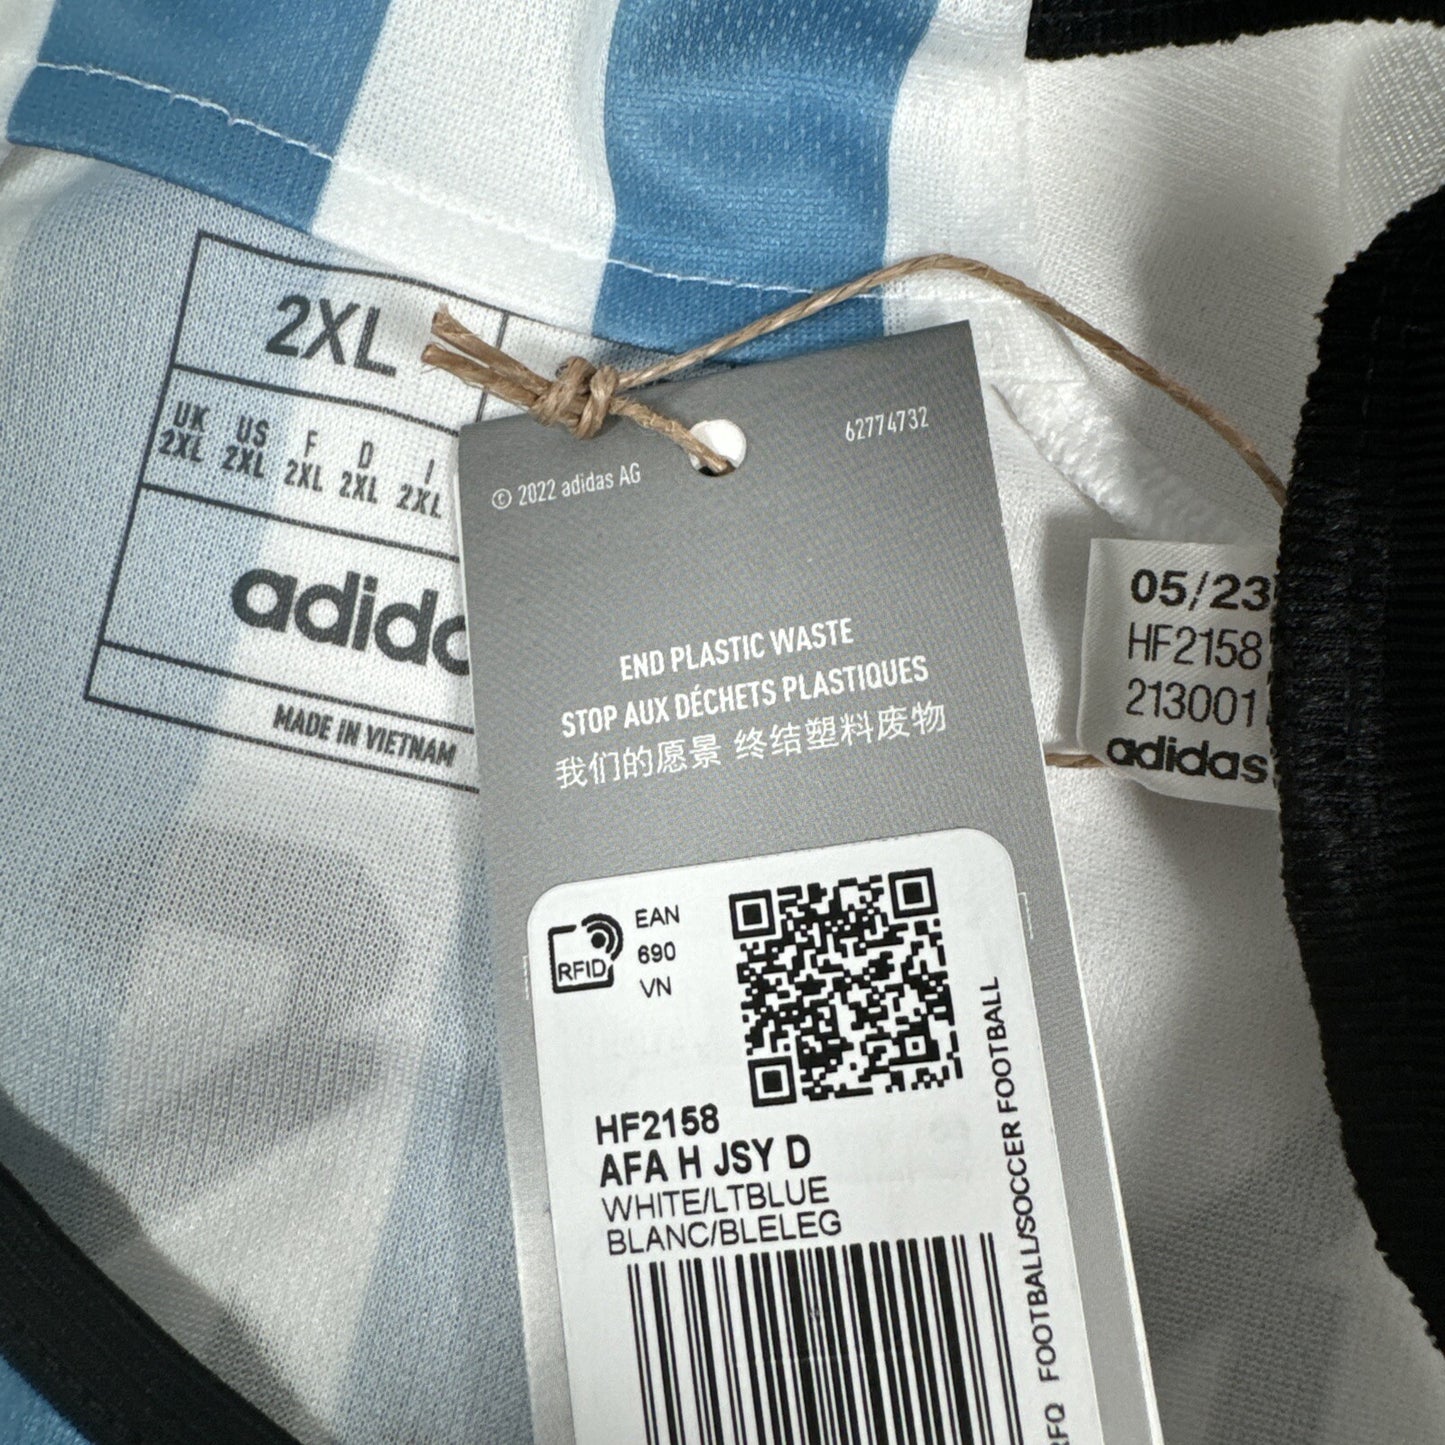 2XL
UK US F D I
2XL 2XL 2XL 2XL 2XL
MADE IN VIETNAM
© 2022 adidas AG
62774732
END PLASTIC WASTE
STOP AUX DÉCHETS PLASTIQUES
我们的愿景 终结塑料废物
05/23
HF2158
213001
adidas
RFID
EAN
690
VN
HF2158
AFA H JSY D
WHITE/LTBLUE
BLANC/BLELEG
FOOTBALL/SOCCER FOOTBALL